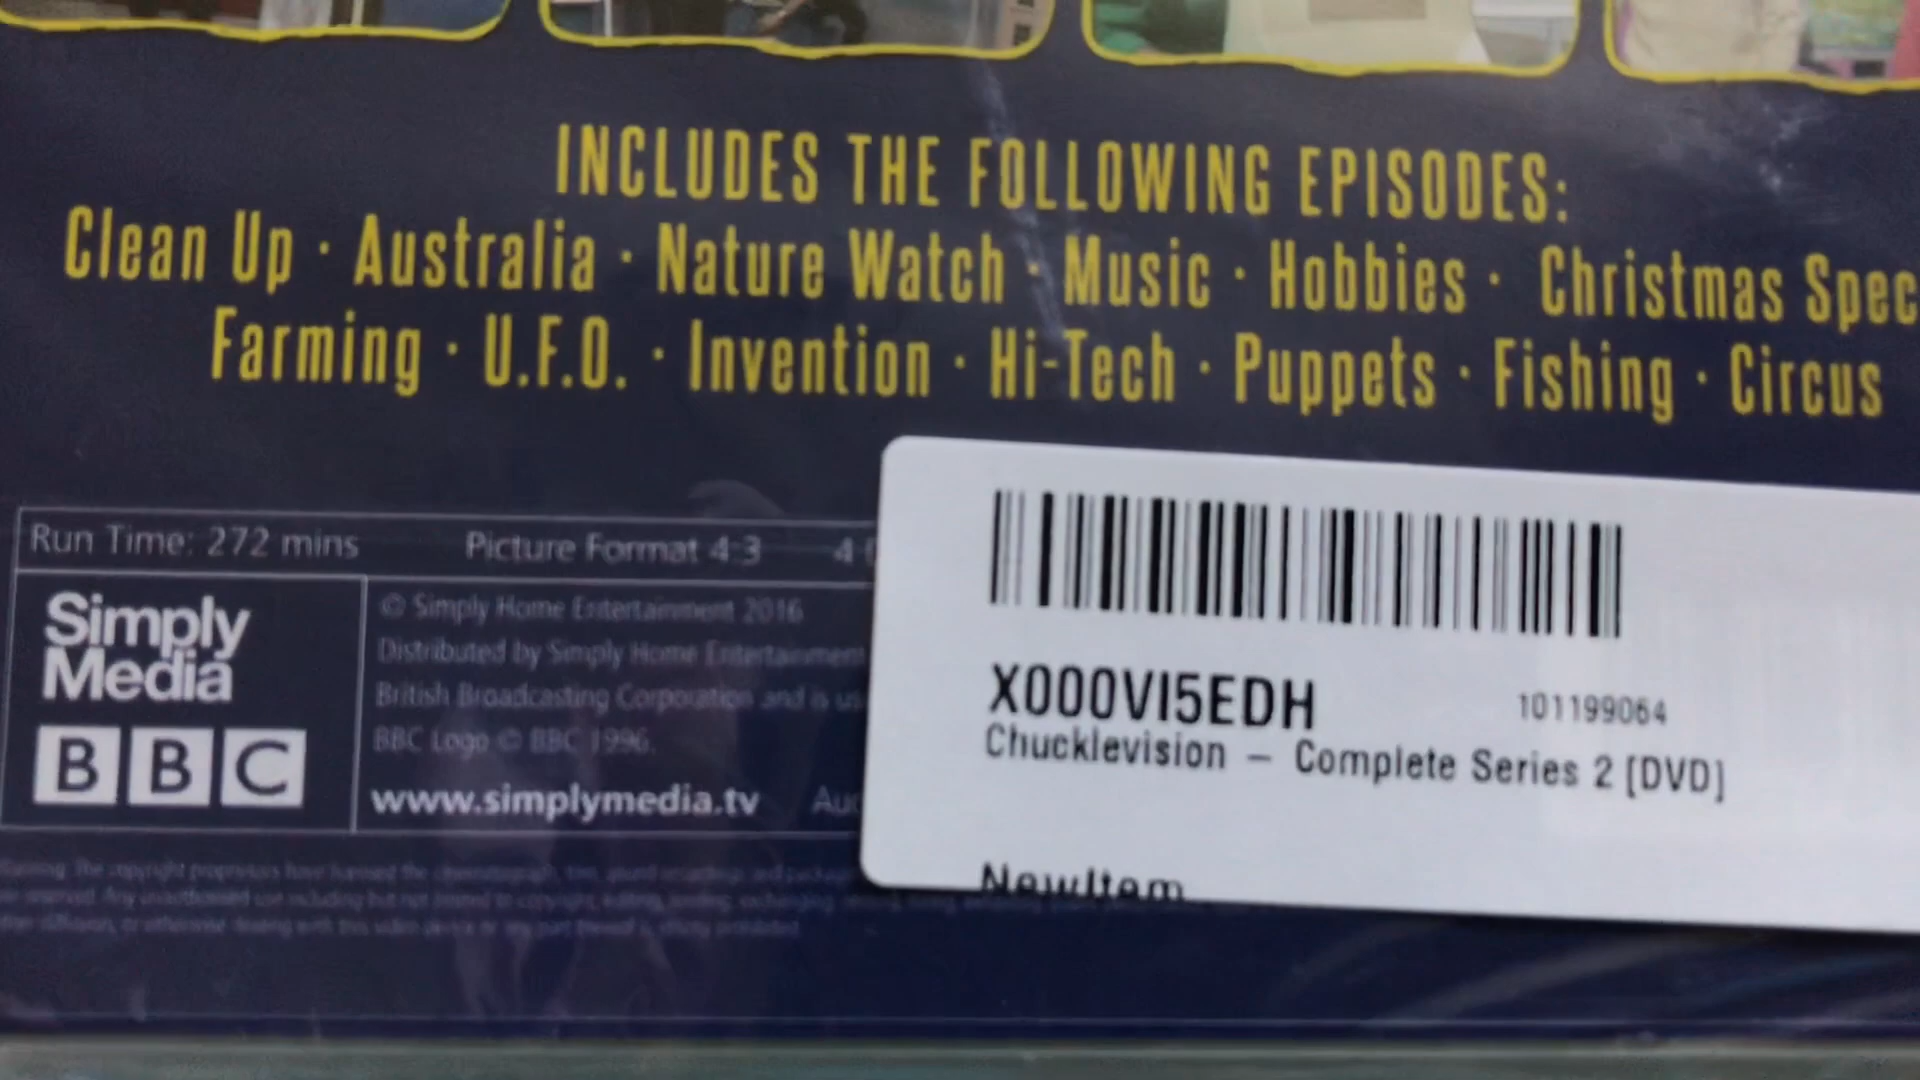 INCLUDES THE FOLLOWING EPISODES:
Clean Up · Australia · Nature Watch · Music · Hobbies · Christmas Spec
Farming · U.F.O. · Invention · Hi-Tech · Puppets · Fishing · Circus
Run Time: 272 mins Picture Format 4:3 4
Simply
Media
BBC
© Simply Home Entertainment 2016
Distributed by Simply Home Entertainment
British Broadcasting Corporation and is us
BBC Logo © BBC 1996.
www.simplymedia.tv Aud
X000VI5EDH 101199064
Chucklevision – Complete Series 2 [DVD]
NewItem